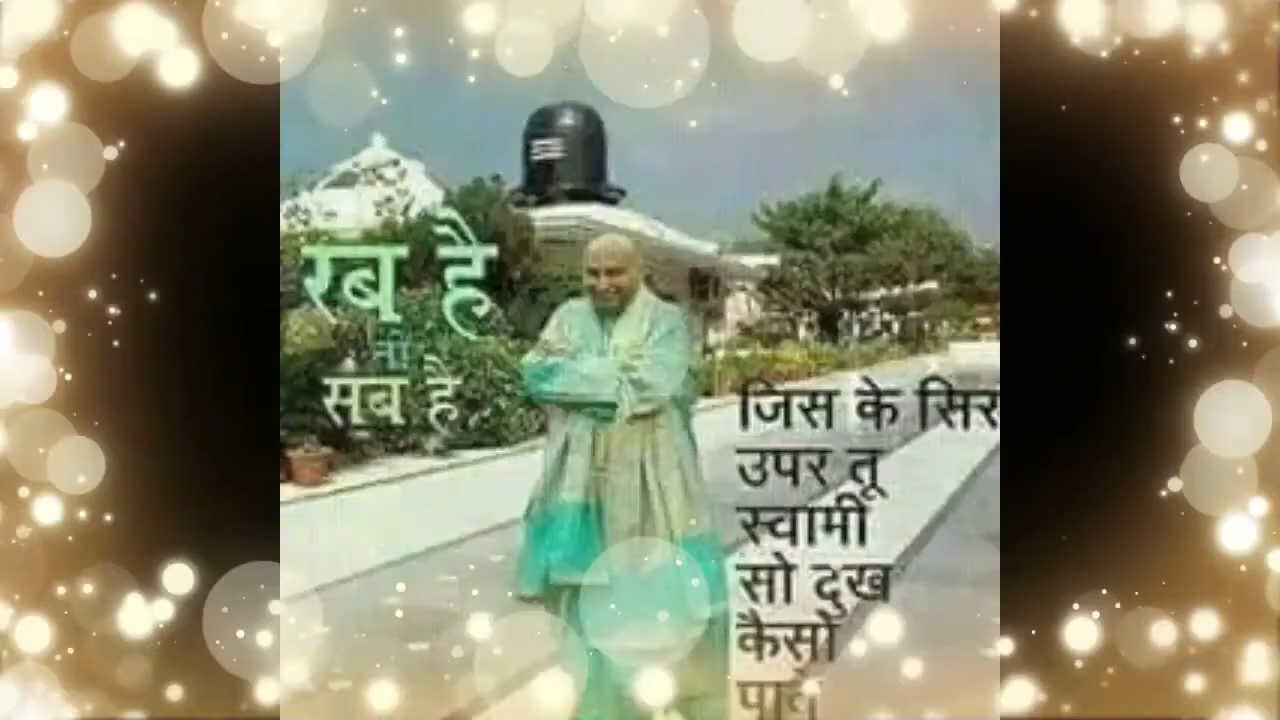 रब है
तो
सब है
जिस के सिर
उपर तू
स्वामी
सो दुख
कैसो
पावे